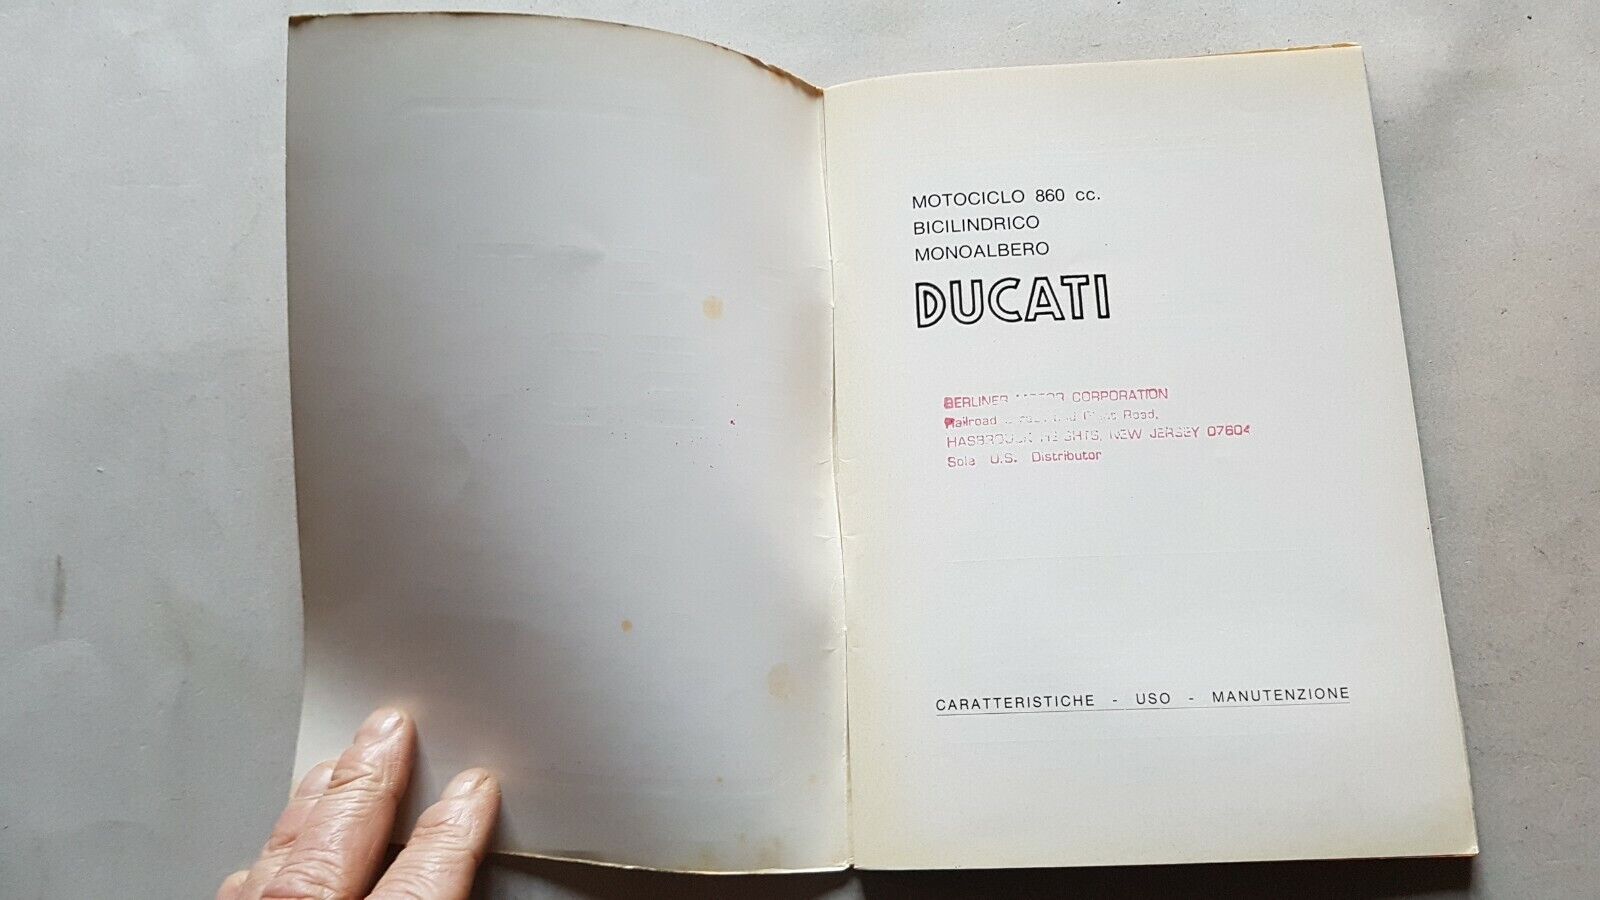 MOTOCICLO 860 cc.
BICILINDRICO
MONOALBERO
DUCATI
BERLINER MOTOR CORPORATION
Railroad Road,
HASBROUCK HEIGHTS, NEW JERSEY 07604
Sole U.S. Distributor
CARATTERISTICHE - USO - MANUTENZIONE